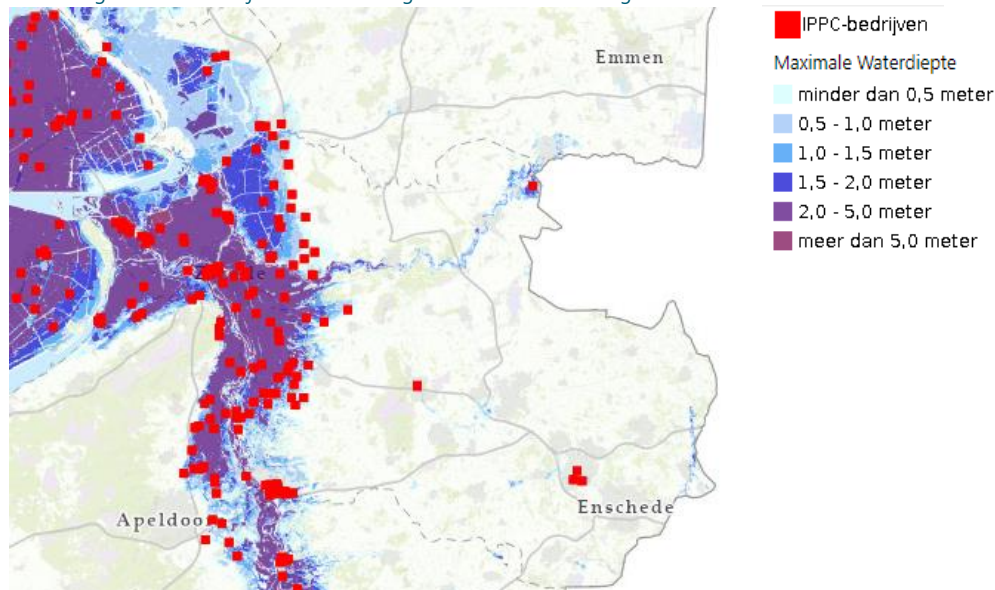 IPPC-bedrijven
Emmen
Maximale Waterdiepte
minder dan 0,5 meter
0,5 - 1,0 meter
1,0 - 1,5 meter
1,5 - 2,0 meter
2,0 - 5,0 meter
meer dan 5,0 meter
Enschede
Apeldoo